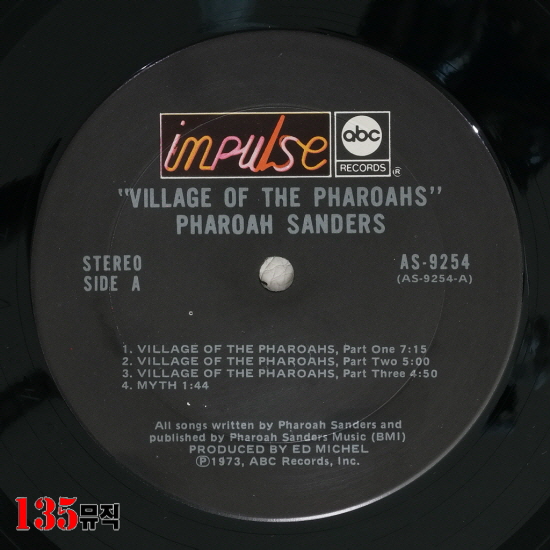 impulse
abc
RECORDS
®
"VILLAGE OF THE PHAROAHS"
PHAROAH SANDERS
STEREO
SIDE A
AS-9254
(AS-9254-A)
1. VILLAGE OF THE PHAROAHS, Part One 7:15
2. VILLAGE OF THE PHAROAHS, Part Two 5:00
3. VILLAGE OF THE PHAROAHS, Part Three 4:50
4. MYTH 1:44
All songs written by Pharoah Sanders and
published by Pharoah Sanders Music (BMI)
PRODUCED BY ED MICHEL
Ⓟ1973, ABC Records, Inc.
135뮤직